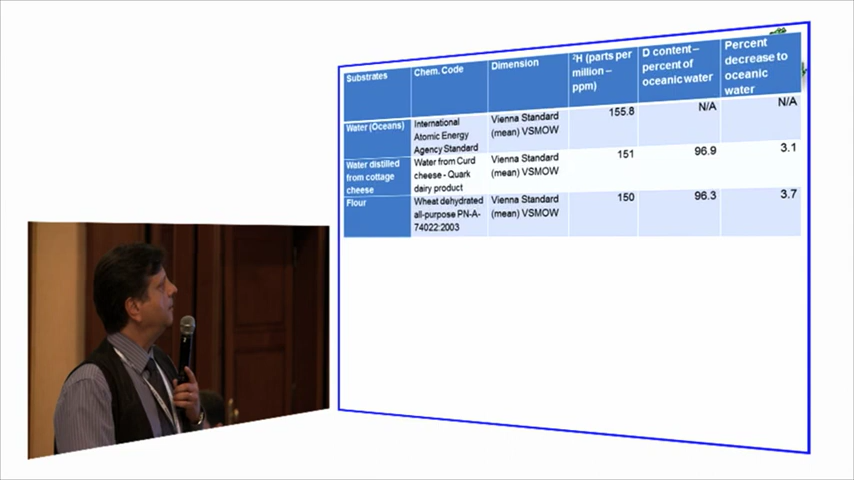 Substrates
Chem. Code
Dimension
²H (parts per
million –
ppm)
D content –
percent of
oceanic water
Percent
decrease to
oceanic
water
Water (Oceans)
International
Atomic Energy
Agency Standard
Vienna Standard
(mean) VSMOW
155.8
N/A
N/A
Water distilled
from cottage
cheese
Water from Curd
cheese - Quark
dairy product
Vienna Standard
(mean) VSMOW
151
96.9
3.1
Flour
Wheat dehydrated
all-purpose PN-A-
74022:2003
Vienna Standard
(mean) VSMOW
150
96.3
3.7